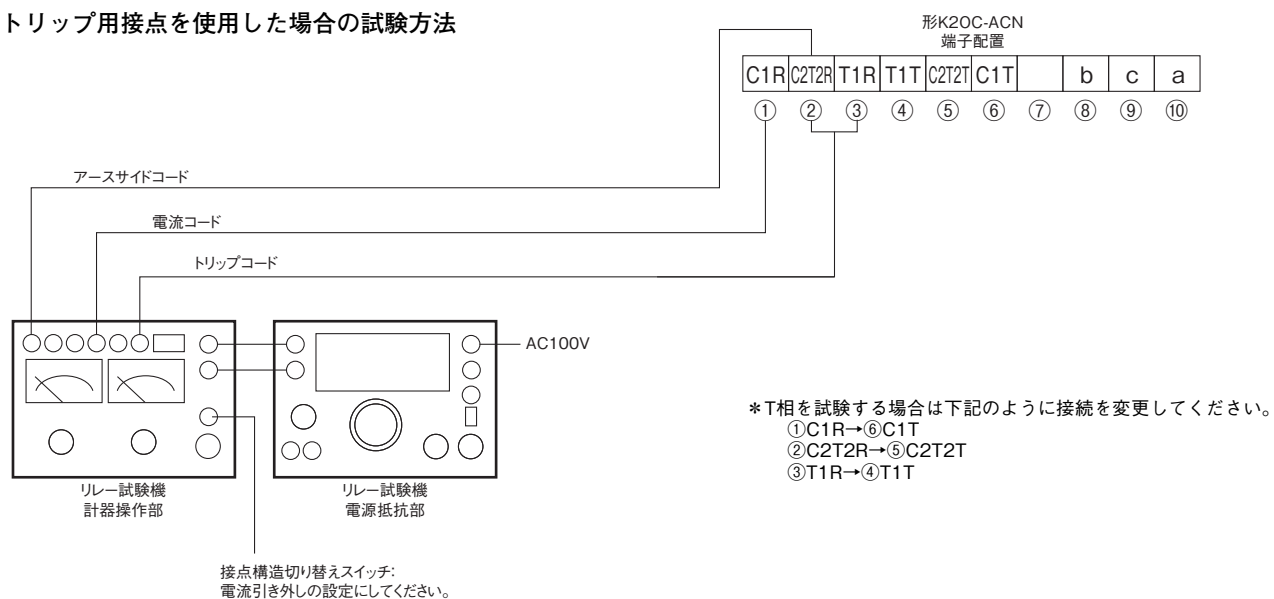 トリップ用接点を使用した場合の試験方法
形K2OC-ACN
端子配置
C1R C2T2R T1R T1T C2T2T C1T b c a
① ② ③ ④ ⑤ ⑥ ⑦ ⑧ ⑨ ⑩
アースサイドコード
電流コード
トリップコード
AC100V
＊T相を試験する場合は下記のように接続を変更してください。
①C1R→⑥C1T
②C2T2R→⑤C2T2T
③T1R→④T1T
リレー試験機
計器操作部
リレー試験機
電源抵抗部
接点構造切り替えスイッチ:
電流引き外しの設定にしてください。